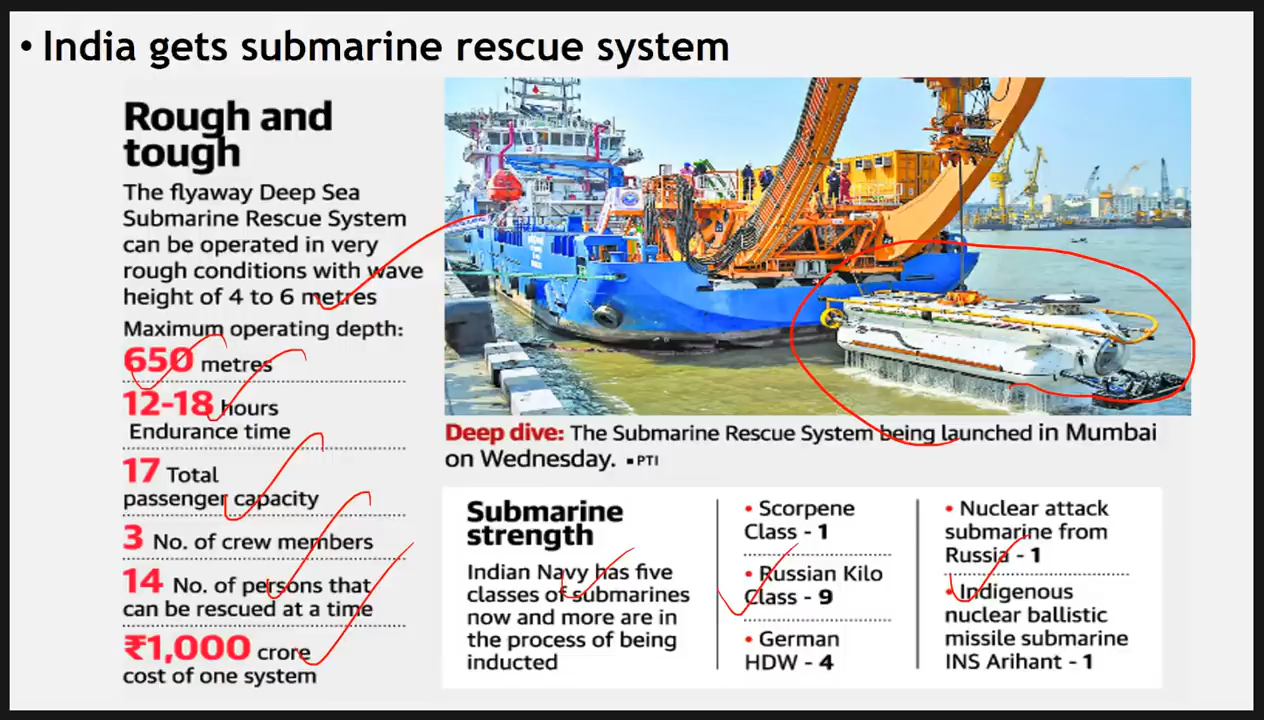 • India gets submarine rescue system
Rough and
tough
The flyaway Deep Sea
Submarine Rescue System
can be operated in very
rough conditions with wave
height of 4 to 6 metres
Maximum operating depth:
650 metres
12-18 hours
Endurance time
17 Total
passenger capacity
3 No. of crew members
14 No. of persons that
can be rescued at a time
₹1,000 crore
cost of one system
Deep dive: The Submarine Rescue System being launched in Mumbai
on Wednesday. ▪PTI
Submarine
strength
Indian Navy has five
classes of submarines
now and more are in
the process of being
inducted
• Scorpene
Class - 1
• Russian Kilo
Class - 9
• German
HDW - 4
• Nuclear attack
submarine from
Russia - 1
• Indigenous
nuclear ballistic
missile submarine
INS Arihant - 1